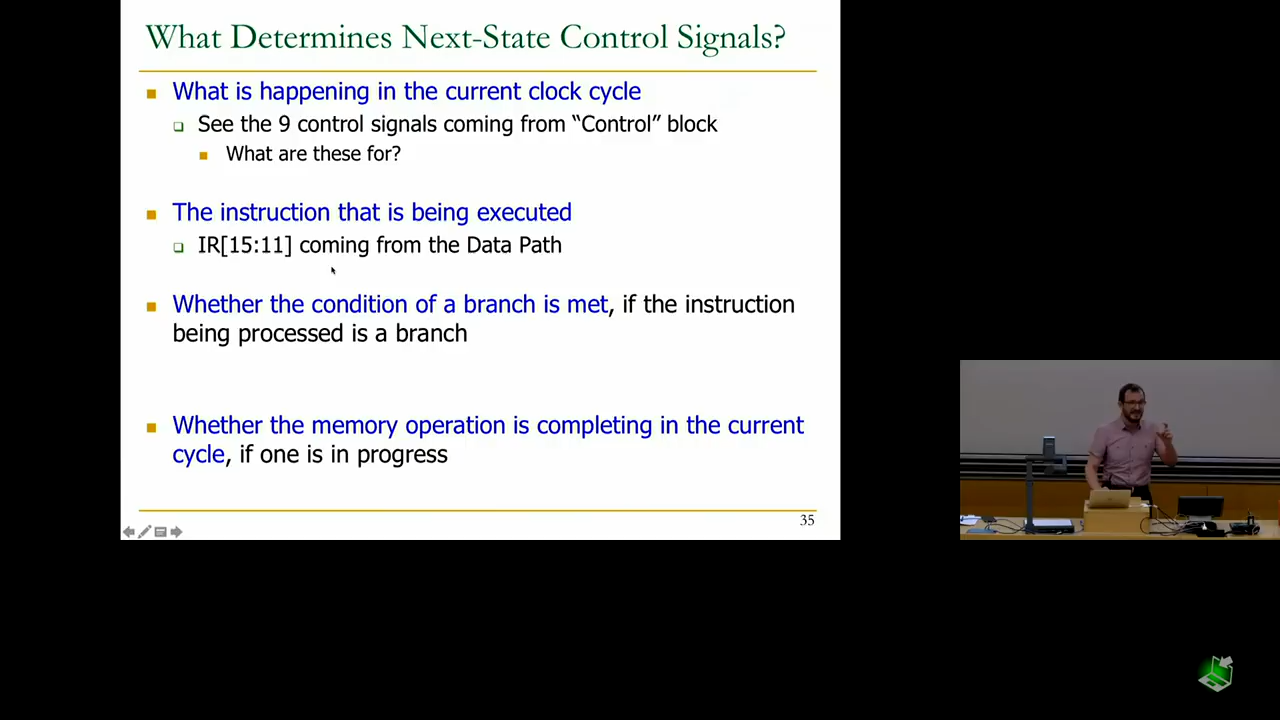 What Determines Next-State Control Signals?
What is happening in the current clock cycle
See the 9 control signals coming from “Control” block
What are these for?
The instruction that is being executed
IR[15:11] coming from the Data Path
Whether the condition of a branch is met, if the instruction
being processed is a branch
Whether the memory operation is completing in the current
cycle, if one is in progress
35